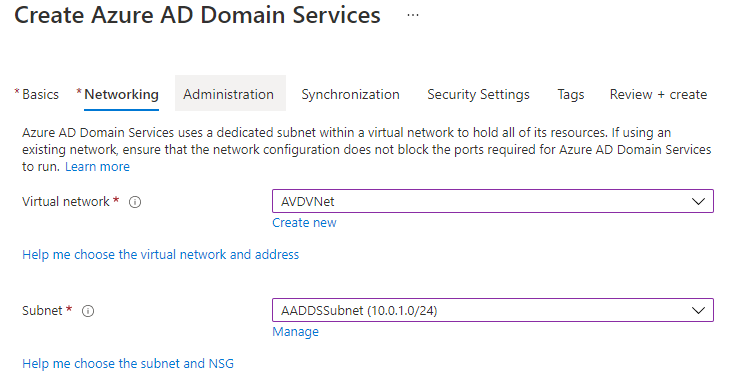 Create Azure AD Domain Services ...
* Basics * Networking Administration Synchronization Security Settings Tags Review + create
Azure AD Domain Services uses a dedicated subnet within a virtual network to hold all of its resources. If using an
existing network, ensure that the network configuration does not block the ports required for Azure AD Domain Services
to run. Learn more
Virtual network *
AVDVNet
Create new
Help me choose the virtual network and address
Subnet *
AADDSSubnet (10.0.1.0/24)
Manage
Help me choose the subnet and NSG